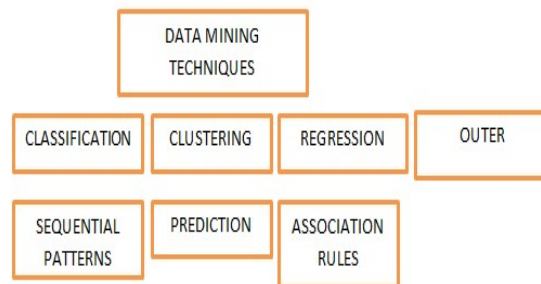 DATA MINING
TECHNIQUES
CLASSIFICATION
CLUSTERING
REGRESSION
OUTER
SEQUENTIAL
PATTERNS
PREDICTION
ASSOCIATION
RULES